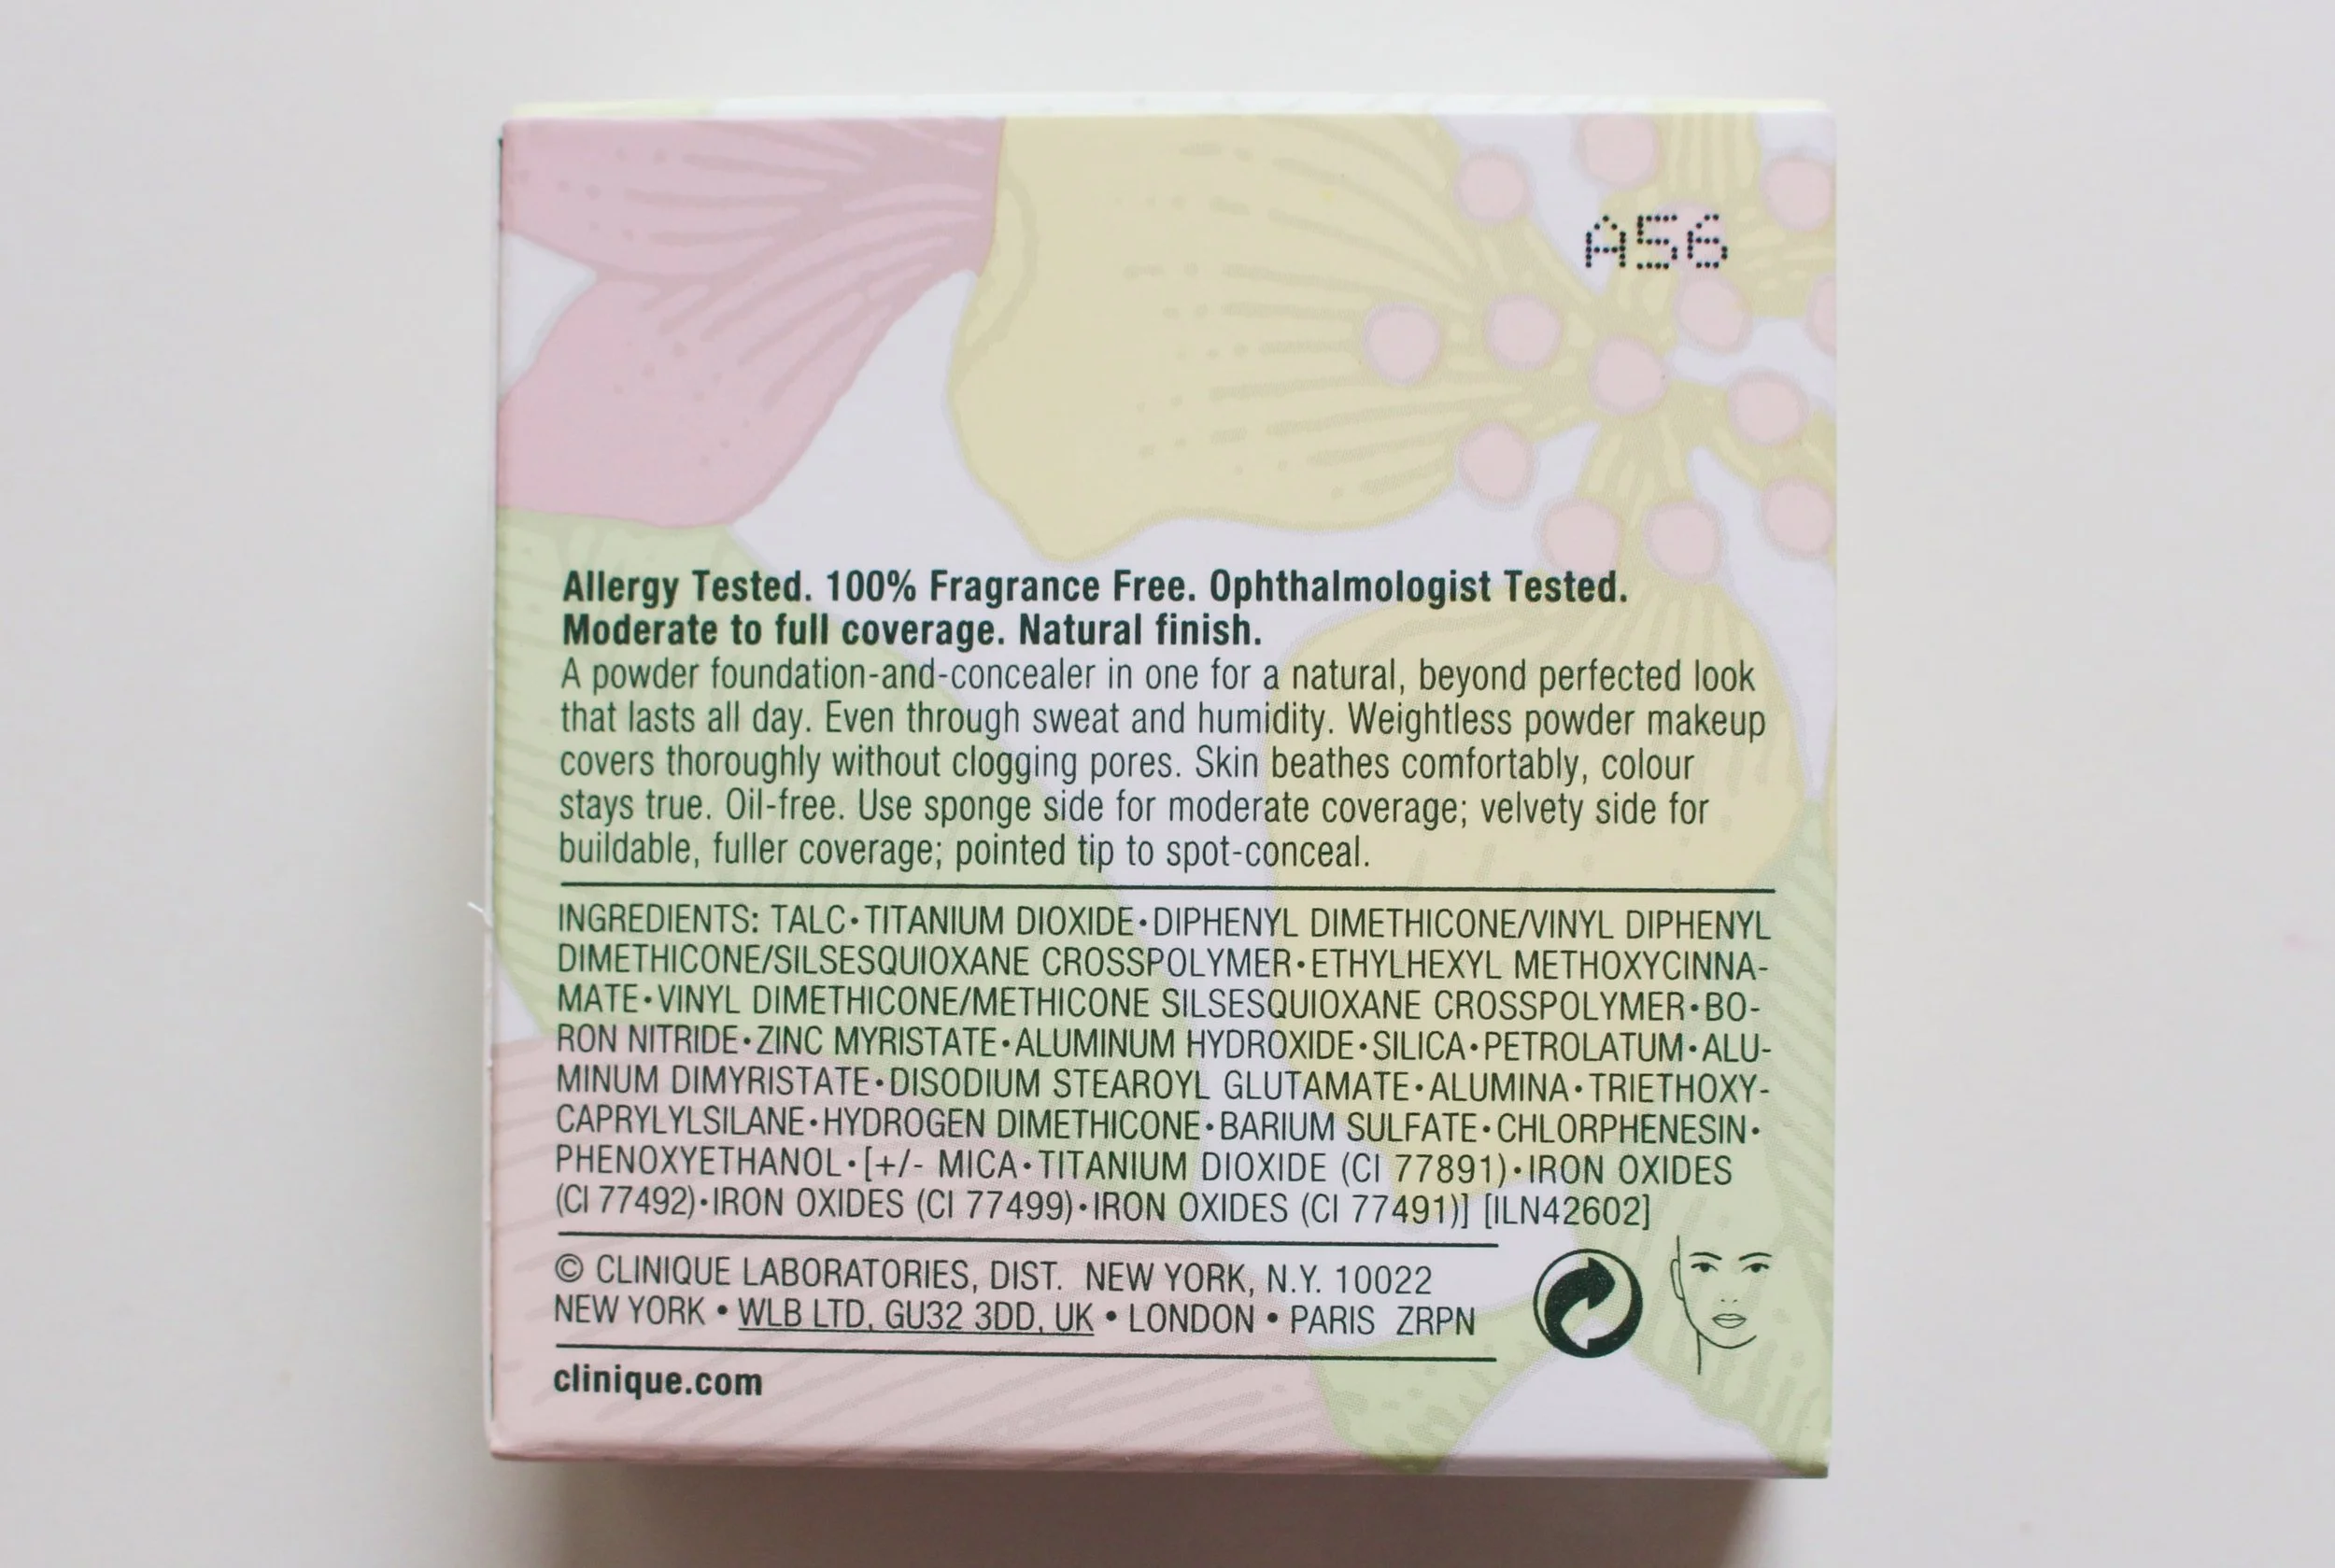 A56
Allergy Tested. 100% Fragrance Free. Ophthalmologist Tested.
Moderate to full coverage. Natural finish.
A powder foundation-and-concealer in one for a natural, beyond perfected look
that lasts all day. Even through sweat and humidity. Weightless powder makeup
covers thoroughly without clogging pores. Skin beathes comfortably, colour
stays true. Oil-free. Use sponge side for moderate coverage; velvety side for
buildable, fuller coverage; pointed tip to spot-conceal.
INGREDIENTS: TALC•TITANIUM DIOXIDE•DIPHENYL DIMETHICONE/VINYL DIPHENYL
DIMETHICONE/SILSESQUIOXANE CROSSPOLYMER•ETHYLHEXYL METHOXYCINNA-
MATE•VINYL DIMETHICONE/METHICONE SILSESQUIOXANE CROSSPOLYMER•BO-
RON NITRIDE•ZINC MYRISTATE•ALUMINUM HYDROXIDE•SILICA•PETROLATUM•ALU-
MINUM DIMYRISTATE•DISODIUM STEAROYL GLUTAMATE•ALUMINA•TRIETHOXY-
CAPRYLYLSILANE•HYDROGEN DIMETHICONE•BARIUM SULFATE•CHLORPHENESIN•
PHENOXYETHANOL•[+/- MICA•TITANIUM DIOXIDE (CI 77891)•IRON OXIDES
(CI 77492)•IRON OXIDES (CI 77499)•IRON OXIDES (CI 77491)] [ILN42602]
© CLINIQUE LABORATORIES, DIST. NEW YORK, N.Y. 10022
NEW YORK • WLB LTD, GU32 3DD, UK • LONDON • PARIS ZRPN
clinique.com